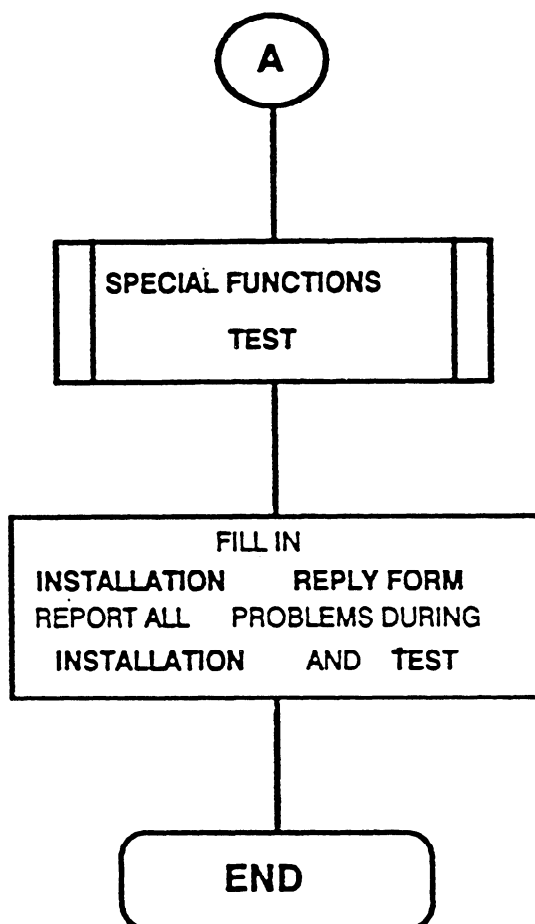 A
SPECIAL FUNCTIONS
TEST
FILL IN
INSTALLATION REPLY FORM
REPORT ALL PROBLEMS DURING
INSTALLATION AND TEST
END